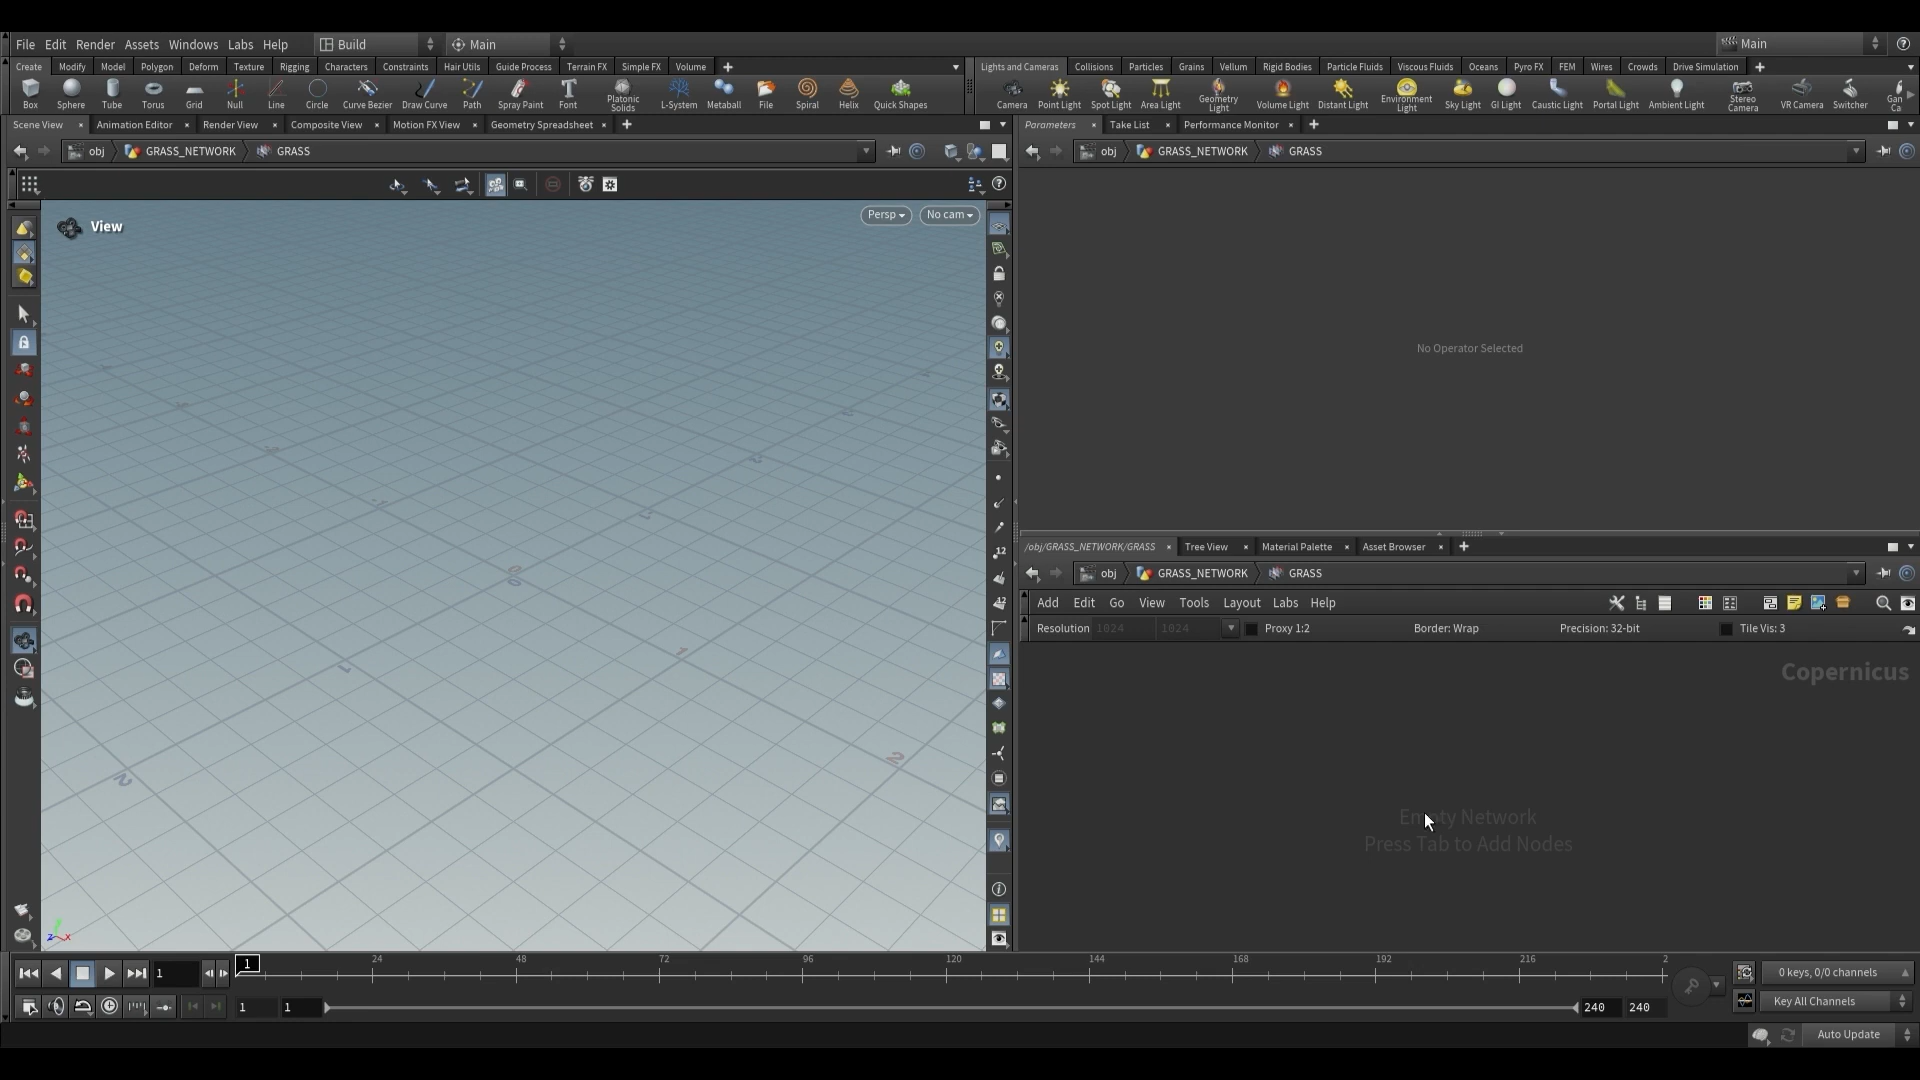 File Edit Render Assets Windows Labs Help Build Main Main
Create Modify Model Polygon Deform Texture Rigging Characters Constraints Hair Utils Guide Process Terrain FX Simple FX Volume
Lights and Cameras Collisions Particles Grains Vellum Rigid Bodies Particle Fluids Viscous Fluids Oceans Pyro FX FEM Wires Crowds Drive Simulation
Box Sphere Tube Torus Grid Null Line Circle Curve Bezier Draw Curve Path Spray Paint Font Platonic Solids L-System Metaball File Spiral Helix Quick Shapes
Camera Point Light Spot Light Area Light Geometry Light Volume Light Distant Light Environment Light Sky Light GI Light Caustic Light Portal Light Ambient Light Stereo Camera VR Camera Switcher Gan Ca
Scene View Animation Editor Render View Composite View Motion FX View Geometry Spreadsheet
Parameters Take List Performance Monitor
obj GRASS_NETWORK GRASS
obj GRASS_NETWORK GRASS
View
Persp No cam
No Operator Selected
/obj/GRASS_NETWORK/GRASS Tree View Material Palette Asset Browser
obj GRASS_NETWORK GRASS
Add Edit Go View Tools Layout Labs Help
Resolution 1024 1024 Proxy 1:2 Border: Wrap Precision: 32-bit Tile Vis: 3
Copernicus
Empty Network
Press Tab to Add Nodes
1 1 24 48 72 96 120 144 168 192 216 2
0 keys, 0/0 channels
1 1 240 240
Key All Channels
Auto Update